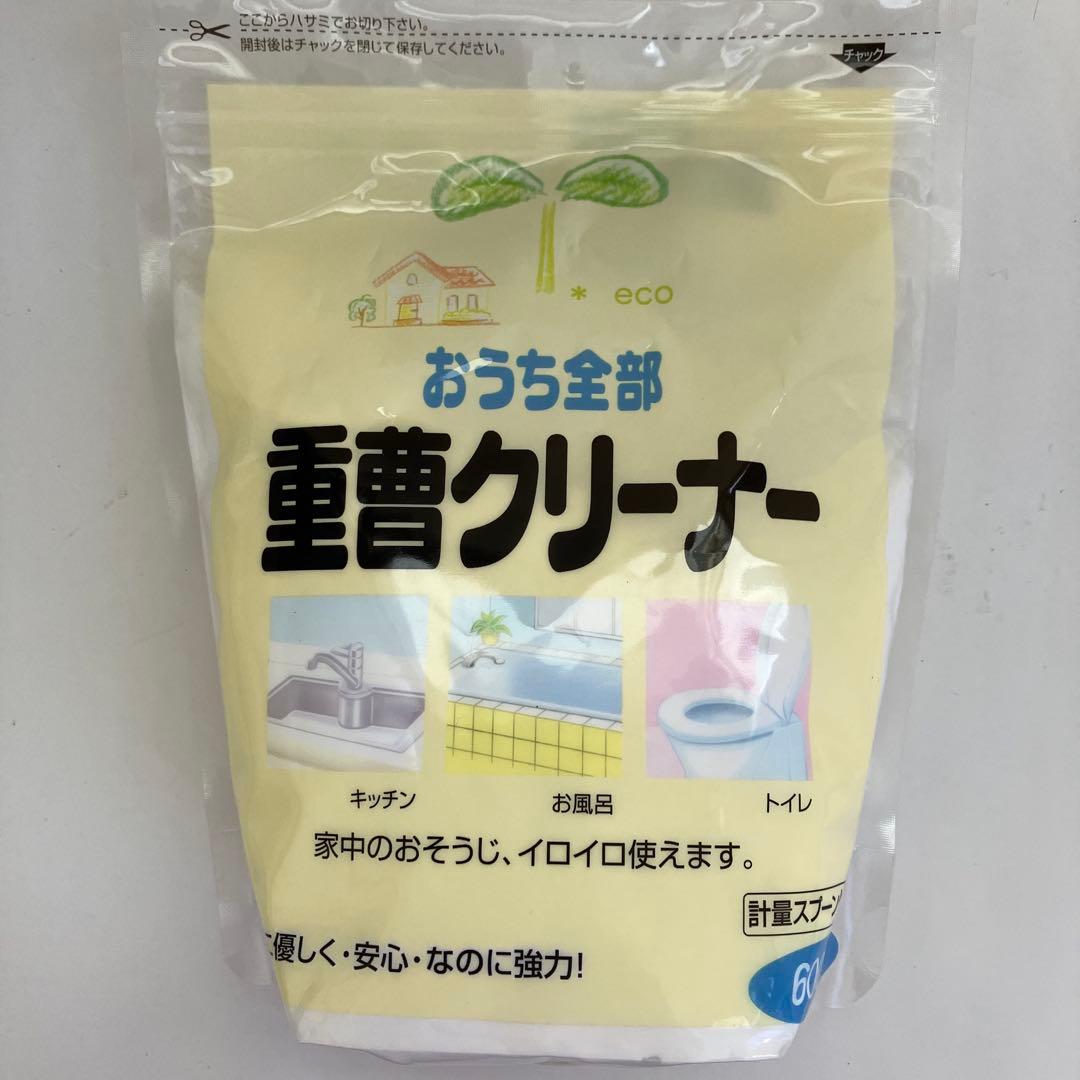 ここからハサミでお切り下さい。
開封後はチャックを閉じて保存してください。
チャック
* eco
おうち全部
重曹クリーナー
キッチン
お風呂
トイレ
家中のおそうじ、イロイロ使えます。
計量スプーン
に優しく・安心・なのに強力!